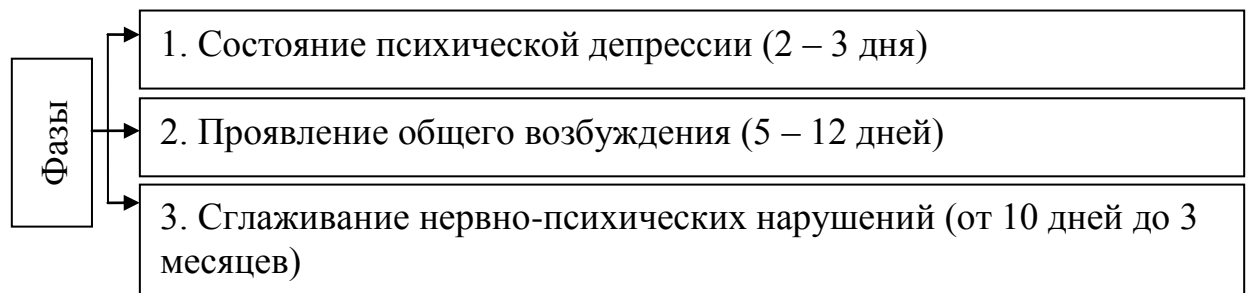 Фазы
1. Состояние психической депрессии (2 – 3 дня)
2. Проявление общего возбуждения (5 – 12 дней)
3. Сглаживание нервно-психических нарушений (от 10 дней до 3
месяцев)